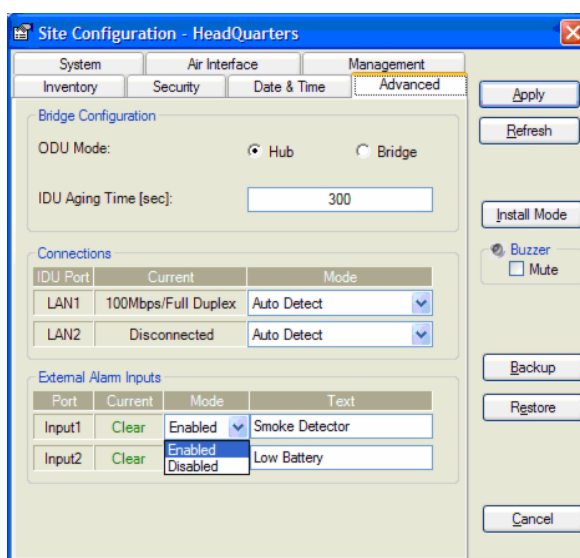 Site Configuration - HeadQuarters
System Air Interface Management
Inventory Security Date & Time Advanced
Bridge Configuration
ODU Mode: Hub Bridge
IDU Aging Time [sec]: 300
Connections
IDU Port Current Mode
LAN1 100Mbps/Full Duplex Auto Detect
LAN2 Disconnected Auto Detect
External Alarm Inputs
Port Current Mode Text
Input1 Clear Enabled Smoke Detector
Enabled
Input2 Clear Disabled Low Battery
Apply
Refresh
Install Mode
Buzzer
Mute
Backup
Restore
Cancel